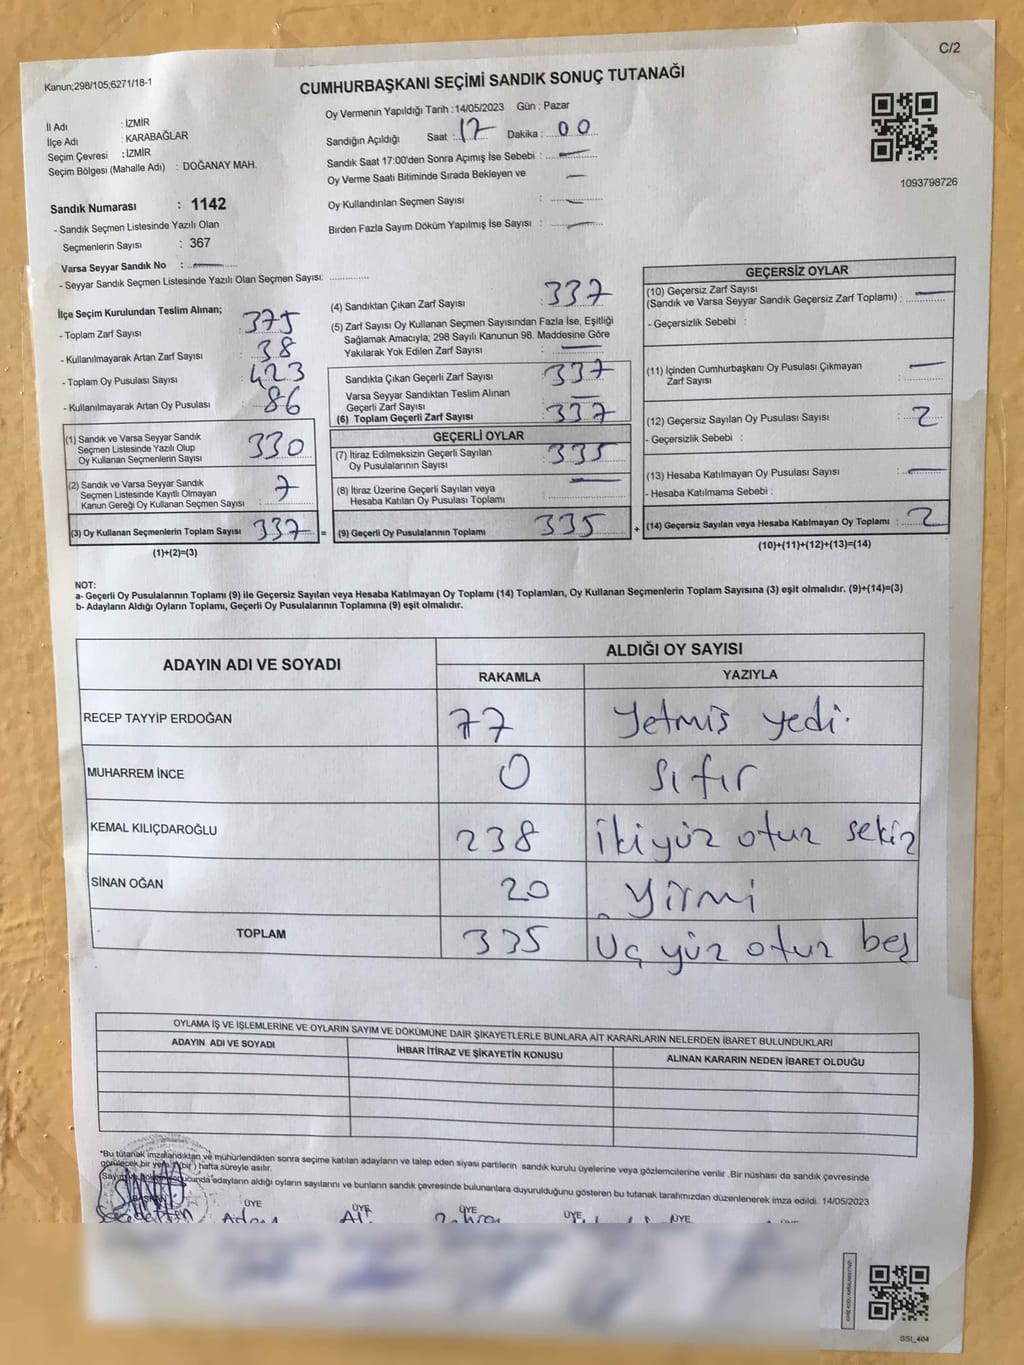 C/2
Kanun;298/105;6271/18-1
CUMHURBAŞKANI SEÇİMİ SANDIK SONUÇ TUTANAĞI
Oy Vermenin Yapıldığı Tarih : 14/05/2023 Gün : Pazar
İl Adı : İZMİR
İlçe Adı : KARABAĞLAR
Seçim Çevresi : İZMİR
Seçim Bölgesi (Mahalle Adı) : DOĞANAY MAH.
Sandığın Açıldığı Saat : 17 Dakika : 00
Sandık Saat 17:00'den Sonra Açımış İse Sebebi : —
Oy Verme Saati Bitiminde Sırada Bekleyen ve —
Oy Kullandırılan Seçmen Sayısı : —
Birden Fazla Sayım Döküm Yapılmış İse Sayısı : —
1093798726
Sandık Numarası : 1142
- Sandık Seçmen Listesinde Yazılı Olan
Seçmenlerin Sayısı : 367
Varsa Seyyar Sandık No : —
- Seyyar Sandık Seçmen Listesinde Yazılı Olan Seçmen Sayısı:
İlçe Seçim Kurulundan Teslim Alınan;
- Toplam Zarf Sayısı 375
- Kullanılmayarak Artan Zarf Sayısı 38
- Toplam Oy Pusulası Sayısı 423
- Kullanılmayarak Artan Oy Pusulası 86
(1) Sandık ve Varsa Seyyar Sandık
Seçmen Listesinde Yazılı Olup
Oy Kullanan Seçmenlerin Sayısı 330
(2) Sandık ve Varsa Seyyar Sandık
Seçmen Listesinde Kayıtlı Olmayan
Kanun Gereği Oy Kullanan Seçmen Sayısı 7
(3) Oy Kullanan Seçmenlerin Toplam Sayısı 337 =
(1)+(2)=(3)
(4) Sandıktan Çıkan Zarf Sayısı 337
(5) Zarf Sayısı Oy Kullanan Seçmen Sayısından Fazla İse, Eşitliği
Sağlamak Amacıyla; 298 Sayılı Kanunun 98. Maddesine Göre
Yakılarak Yok Edilen Zarf Sayısı : —
Sandıkta Çıkan Geçerli Zarf Sayısı 337
Varsa Seyyar Sandıktan Teslim Alınan
Geçerli Zarf Sayısı : —
(6) Toplam Geçerli Zarf Sayısı 337
GEÇERLİ OYLAR
(7) İtiraz Edilmeksizin Geçerli Sayılan
Oy Pusulalarının Sayısı 335
(8) İtiraz Üzerine Geçerli Sayılan veya
Hesaba Katılan Oy Pusulası Toplamı —
(9) Geçerli Oy Pusulalarının Toplamı 335 +
GEÇERSİZ OYLAR
(10) Geçersiz Zarf Sayısı
(Sandık ve Varsa Seyyar Sandık Geçersiz Zarf Toplamı) : —
- Geçersizlik Sebebi :
(11) İçinden Cumhurbaşkanı Oy Pusulası Çıkmayan
Zarf Sayısı —
(12) Geçersiz Sayılan Oy Pusulası Sayısı : 2
- Geçersizlik Sebebi :
(13) Hesaba Katılmayan Oy Pusulası Sayısı : —
- Hesaba Katılmama Sebebi :
(14) Geçersiz Sayılan veya Hesaba Katılmayan Oy Toplamı : 2
(10)+(11)+(12)+(13)=(14)
NOT:
a- Geçerli Oy Pusulalarının Toplamı (9) ile Geçersiz Sayılan veya Hesaba Katılmayan Oy Toplamı (14) Toplamları, Oy Kullanan Seçmenlerin Toplam Sayısına (3) eşit olmalıdır. (9)+(14)=(3)
b- Adayların Aldığı Oyların Toplamı, Geçerli Oy Pusulalarının Toplamına (9) eşit olmalıdır.
ADAYIN ADI VE SOYADI ALDIĞI OY SAYISI
RAKAMLA YAZIYLA
RECEP TAYYİP ERDOĞAN 77 Yetmiş yedi.
MUHARREM İNCE 0 Sıfır
KEMAL KILIÇDAROĞLU 238 İkiyüz otuz sekiz
SİNAN OĞAN 20 Yirmi
TOPLAM 335 Üç yüz otuz beş
OYLAMA İŞ VE İŞLEMLERİNE VE OYLARIN SAYIM VE DÖKÜMÜNE DAİR ŞİKAYETLERLE BUNLARA AİT KARARLARIN NELERDEN İBARET BULUNDUKLARI
ADAYIN ADI VE SOYADI İHBAR İTİRAZ VE ŞİKAYETİN KONUSU ALINAN KARARIN NEDEN İBARET OLDUĞU
"Bu tutanak imzalandıktan ve mühürlendikten sonra seçime katılan adayların ve talep eden siyasi partilerin sandık kurulu üyelerine veya gözlemcilerine verilir .Bir nüshası da sandık çevresinde
görülecek bir yere (bir) hafta süreyle asılır.
adayların aldığı oyların sayılarını ve bunların sandık çevresinde bulunanlara duyurulduğunu gösteren bu tutanak tarafımızdan düzenlenerek imza edildi. 14/05/2023
ÜYE ÜYE ÜYE ÜYE ÜYE
SSI_404